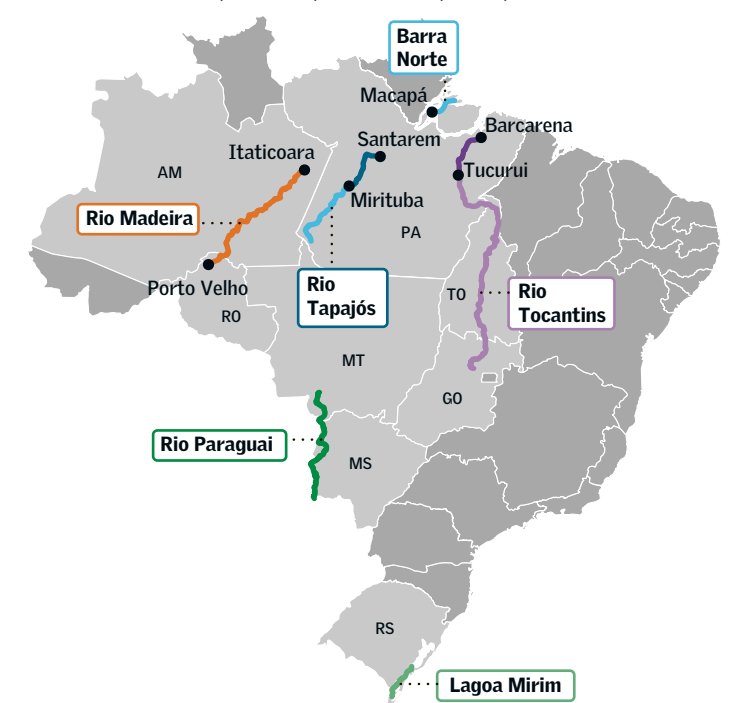 Barra
Norte
Macapá
Barcarena
Santarem
Itaticoara
AM
Tucurui
Mirituba
Rio Madeira
PA
Porto Velho
Rio
Tapajós
TO
Rio
Tocantins
RO
MT
GO
Rio Paraguai
MS
RS
Lagoa Mirim